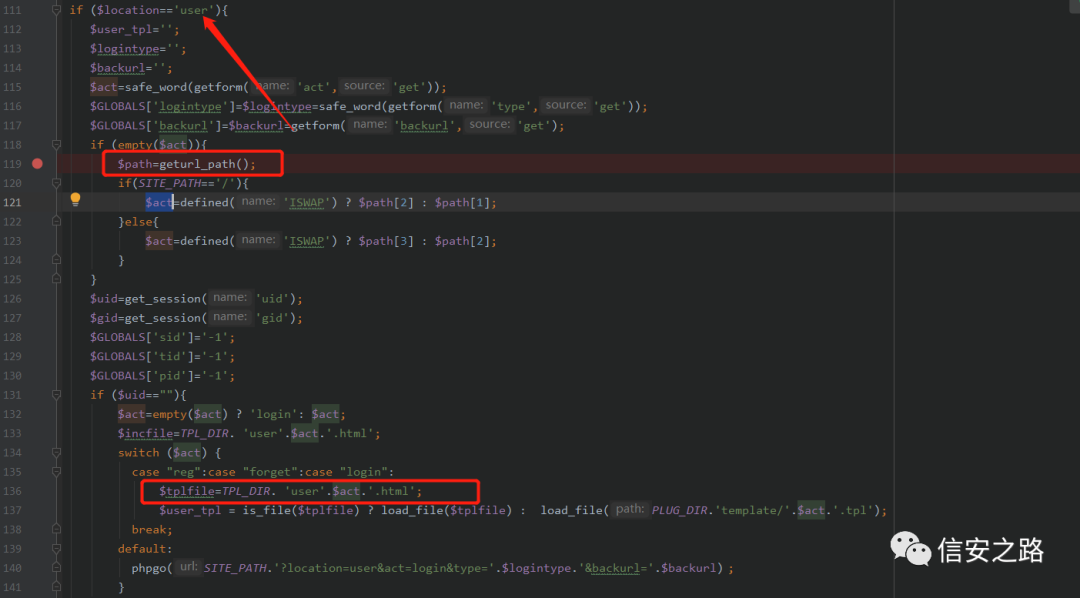 111 if ($location=='user'){
112 $user_tpl='';
113 $logintype='';
114 $backurl='';
115 $act=safe_word(getform( name: 'act', source: 'get'));
116 $GLOBALS['logintype']=$logintype=safe_word(getform( name: 'type', source: 'get'));
117 $GLOBALS['backurl']=$backurl=getform( name: 'backurl', source: 'get');
118 if (empty($act)){
119 $path=geturl_path();
120 if(SITE_PATH=='/'){
121 $act=defined( name: 'ISWAP') ? $path[2] : $path[1];
122 }else{
123 $act=defined( name: 'ISWAP') ? $path[3] : $path[2];
124 }
125 }
126 $uid=get_session( name: 'uid');
127 $gid=get_session( name: 'gid');
128 $GLOBALS['sid']='-1';
129 $GLOBALS['tid']='-1';
130 $GLOBALS['pid']='-1';
131 if ($uid==""){
132 $act=empty($act) ? 'login': $act;
133 $incfile=TPL_DIR. 'user'.$act.'.html';
134 switch ($act) {
135 case "reg":case "forget":case "login":
136 $tplfile=TPL_DIR. 'user'.$act.'.html';
137 $user_tpl = is_file($tplfile) ? load_file($tplfile) : load_file( path: PLUG_DIR.'template/'.$act.'.tpl');
138 break;
139 default:
140 phpgo( url: SITE_PATH.'?location=user&act=login&type='.$logintype.'&backurl='.$backurl) ;
141 }
信安之路